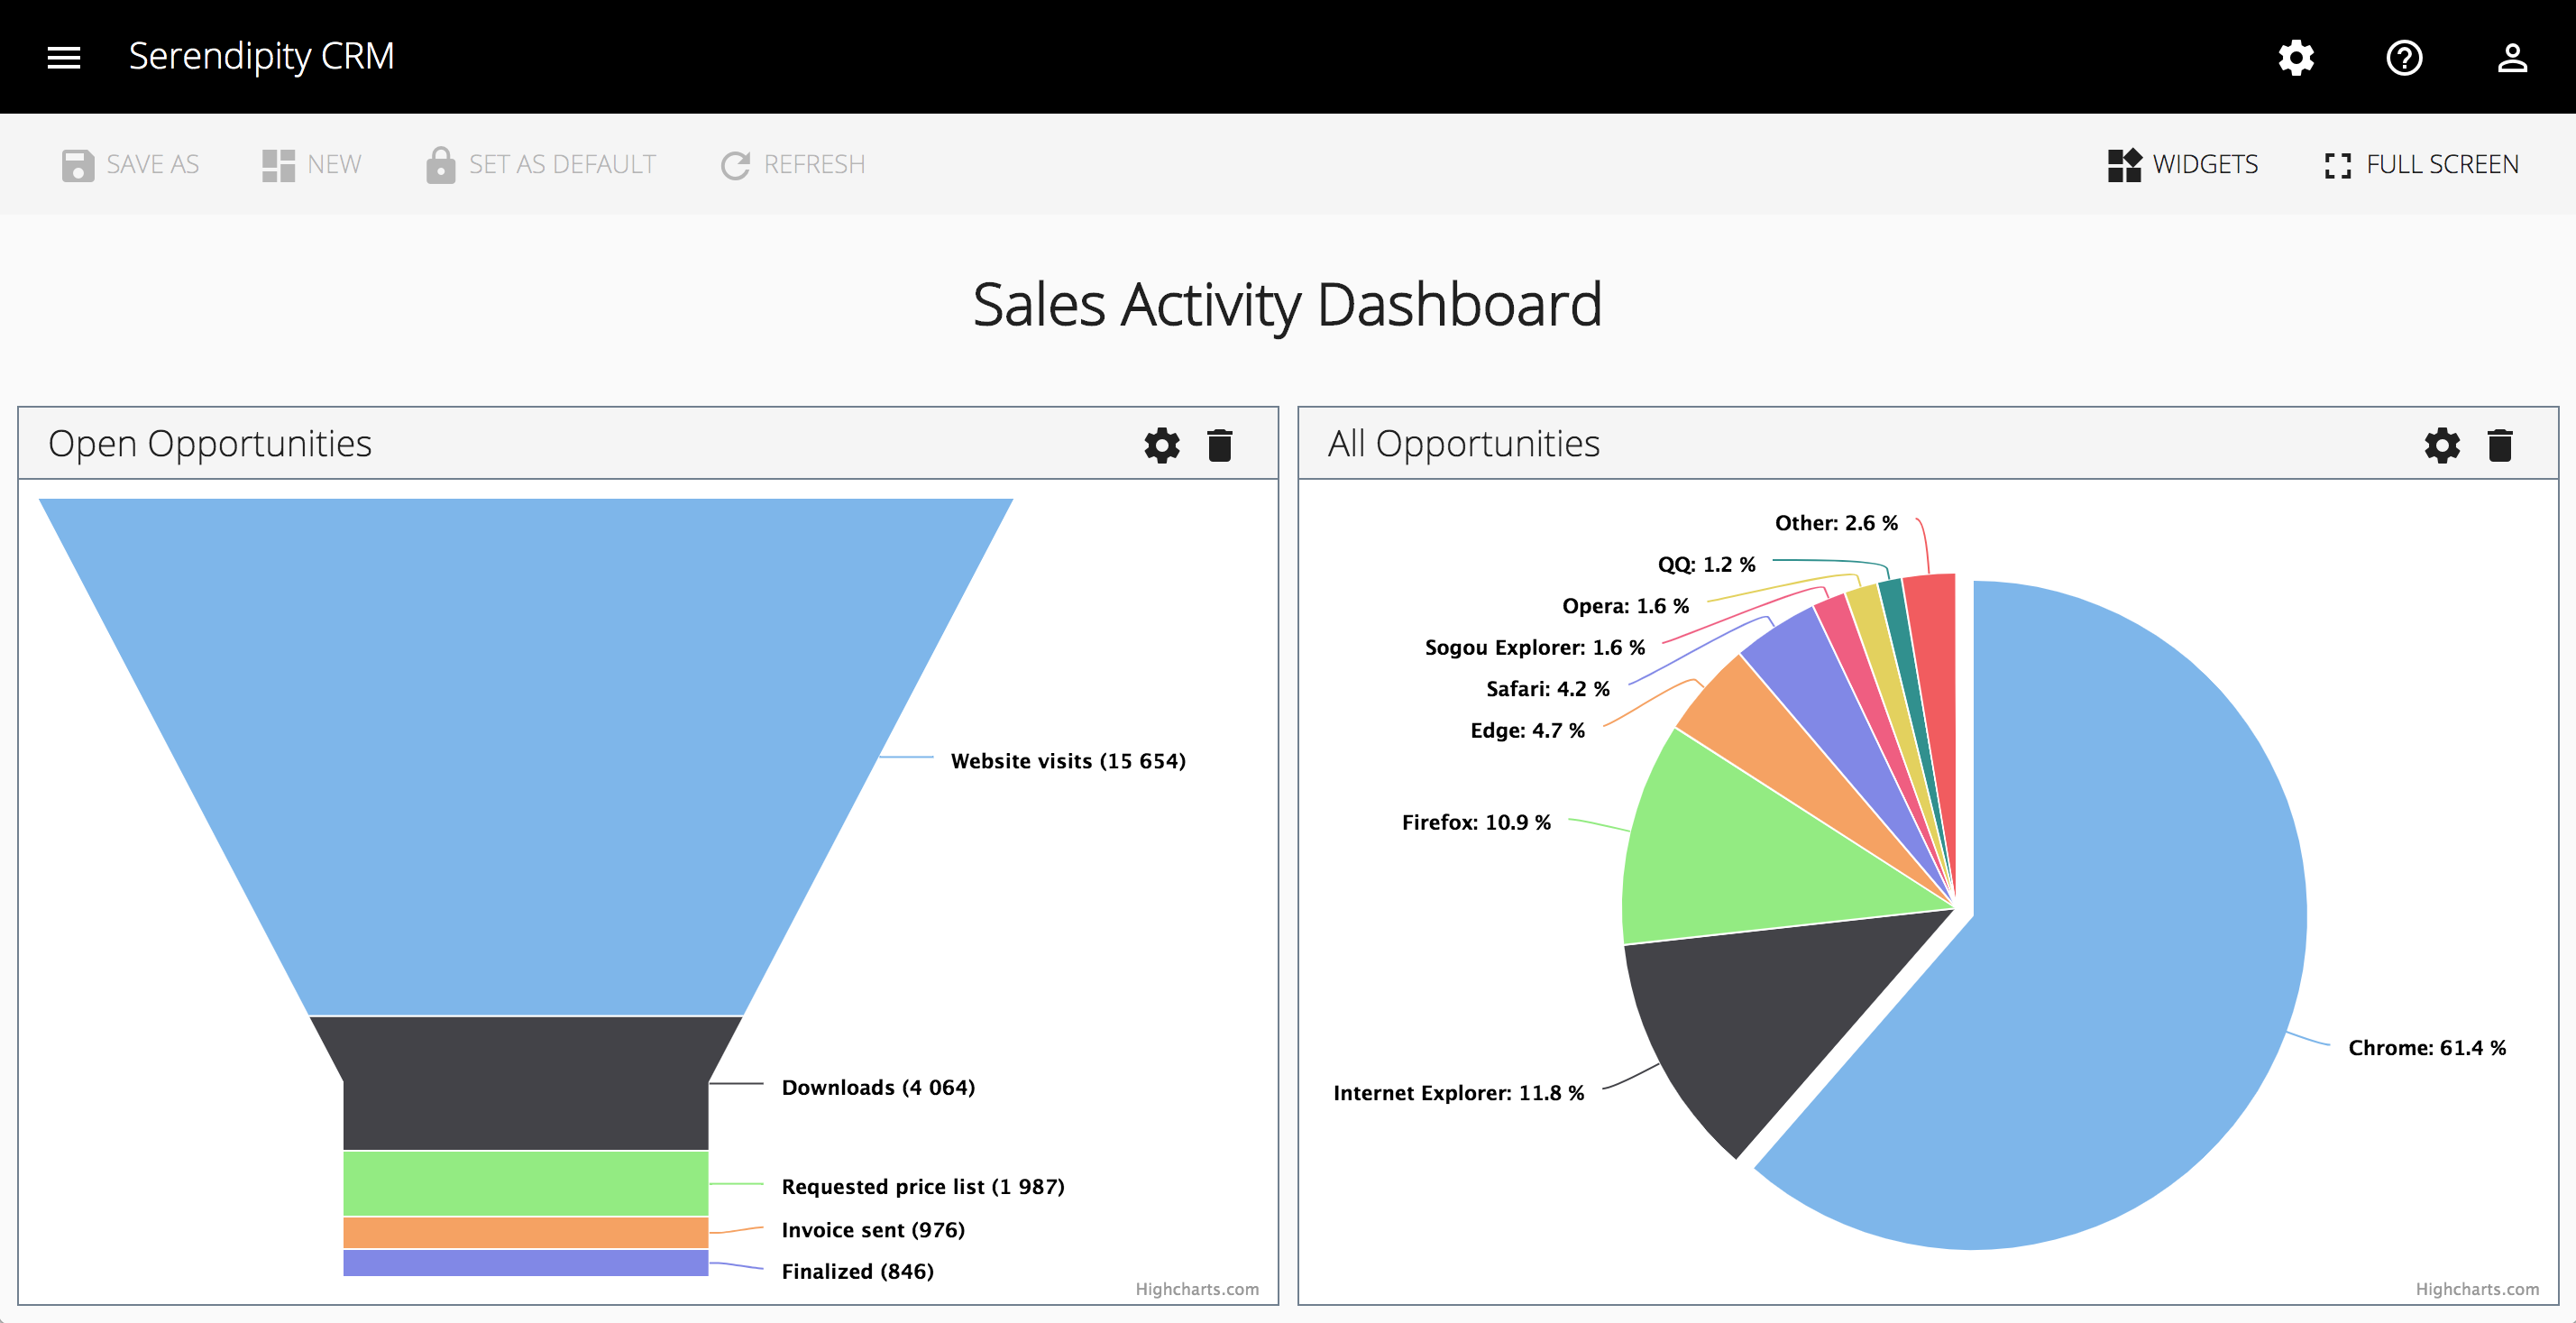 Serendipity CRM
SAVE AS NEW SET AS DEFAULT REFRESH WIDGETS FULL SCREEN
Sales Activity Dashboard
Open Opportunities
Website visits (15 654)
Downloads (4 064)
Requested price list (1 987)
Invoice sent (976)
Finalized (846)
Highcharts.com
All Opportunities
Other: 2.6 %
QQ: 1.2 %
Opera: 1.6 %
Sogou Explorer: 1.6 %
Safari: 4.2 %
Edge: 4.7 %
Firefox: 10.9 %
Chrome: 61.4 %
Internet Explorer: 11.8 %
Highcharts.com